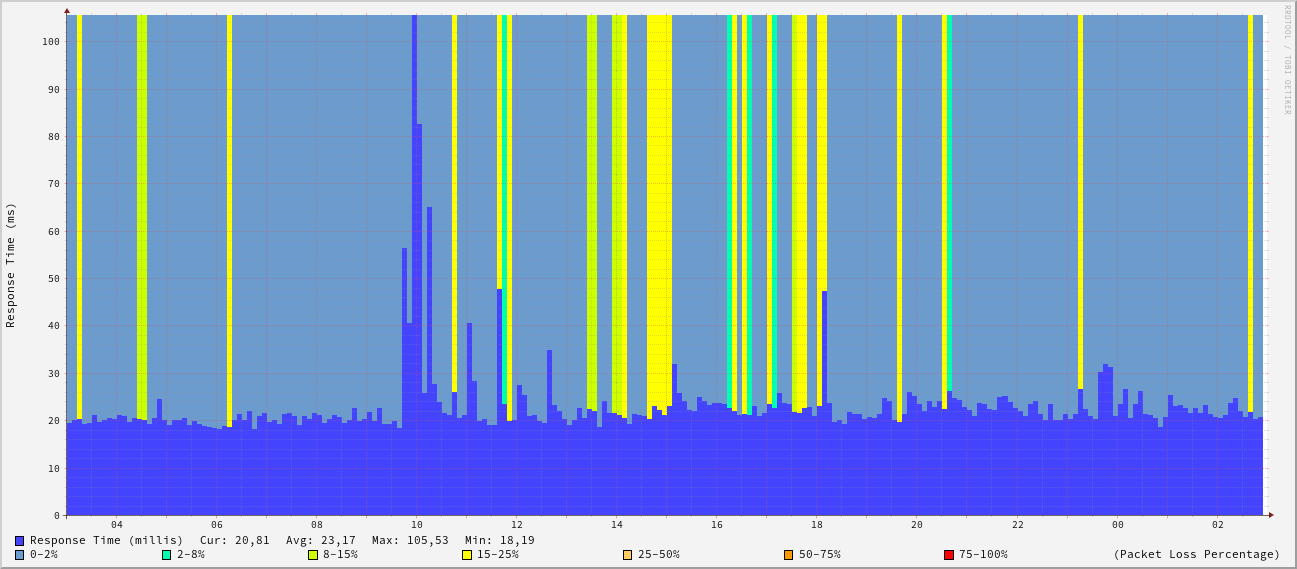 RRDTOOL / TOBI OETIKER
Response Time (ms)
100
90
80
70
60
50
40
30
20
10
0
04 06 08 10 12 14 16 18 20 22 00 02
Response Time (millis) Cur: 20,81 Avg: 23,17 Max: 105,53 Min: 18,19
0-2% 2-8% 8-15% 15-25% 25-50% 50-75% 75-100% (Packet Loss Percentage)